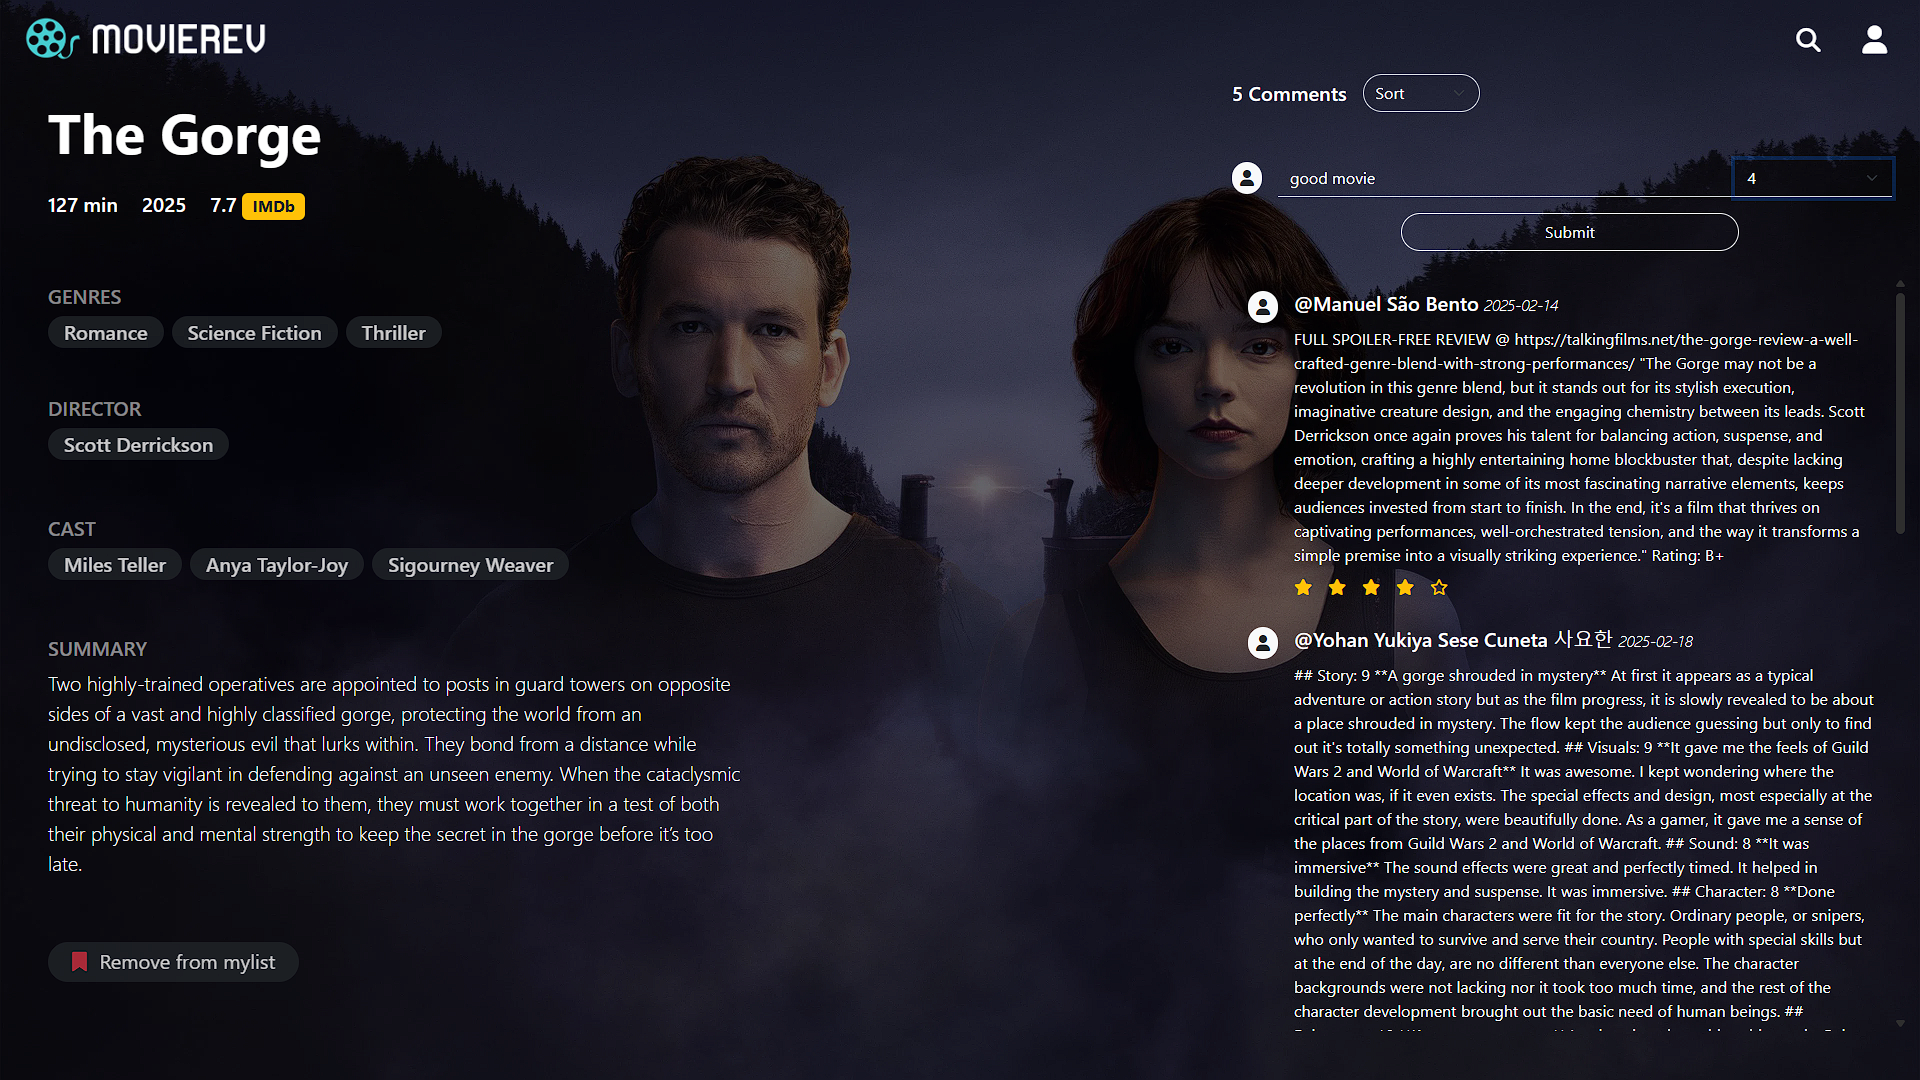 MOVIEREV
The Gorge
127 min 2025 7.7 IMDb
GENRES
Romance Science Fiction Thriller
DIRECTOR
Scott Derrickson
CAST
Miles Teller Anya Taylor-Joy Sigourney Weaver
SUMMARY
Two highly-trained operatives are appointed to posts in guard towers on opposite
sides of a vast and highly classified gorge, protecting the world from an
undisclosed, mysterious evil that lurks within. They bond from a distance while
trying to stay vigilant in defending against an unseen enemy. When the cataclysmic
threat to humanity is revealed to them, they must work together in a test of both
their physical and mental strength to keep the secret in the gorge before it’s too
late.
Remove from mylist
5 Comments Sort
good movie 4
Submit
@Manuel São Bento 2025-02-14
FULL SPOILER-FREE REVIEW @ https://talkingfilms.net/the-gorge-review-a-well-
crafted-genre-blend-with-strong-performances/ "The Gorge may not be a
revolution in this genre blend, but it stands out for its stylish execution,
imaginative creature design, and the engaging chemistry between its leads. Scott
Derrickson once again proves his talent for balancing action, suspense, and
emotion, crafting a highly entertaining home blockbuster that, despite lacking
deeper development in some of its most fascinating narrative elements, keeps
audiences invested from start to finish. In the end, it's a film that thrives on
captivating performances, well-orchestrated tension, and the way it transforms a
simple premise into a visually striking experience." Rating: B+
@Yohan Yukiya Sese Cuneta 사요한 2025-02-18
## Story: 9 **A gorge shrouded in mystery** At first it appears as a typical
adventure or action story but as the film progress, it is slowly revealed to be about
a place shrouded in mystery. The flow kept the audience guessing but only to find
out it's totally something unexpected. ## Visuals: 9 **It gave me the feels of Guild
Wars 2 and World of Warcraft** It was awesome. I kept wondering where the
location was, if it even exists. The special effects and design, most especially at the
critical part of the story, were beautifully done. As a gamer, it gave me a sense of
the places from Guild Wars 2 and World of Warcraft. ## Sound: 8 **It was
immersive** The sound effects were great and perfectly timed. It helped in
building the mystery and suspense. It was immersive. ## Character: 8 **Done
perfectly** The main characters were fit for the story. Ordinary people, or snipers,
who only wanted to survive and serve their country. People with special skills but
at the end of the day, are no different than everyone else. The character
backgrounds were not lacking nor it took too much time, and the rest of the
character development brought out the basic need of human beings. ##